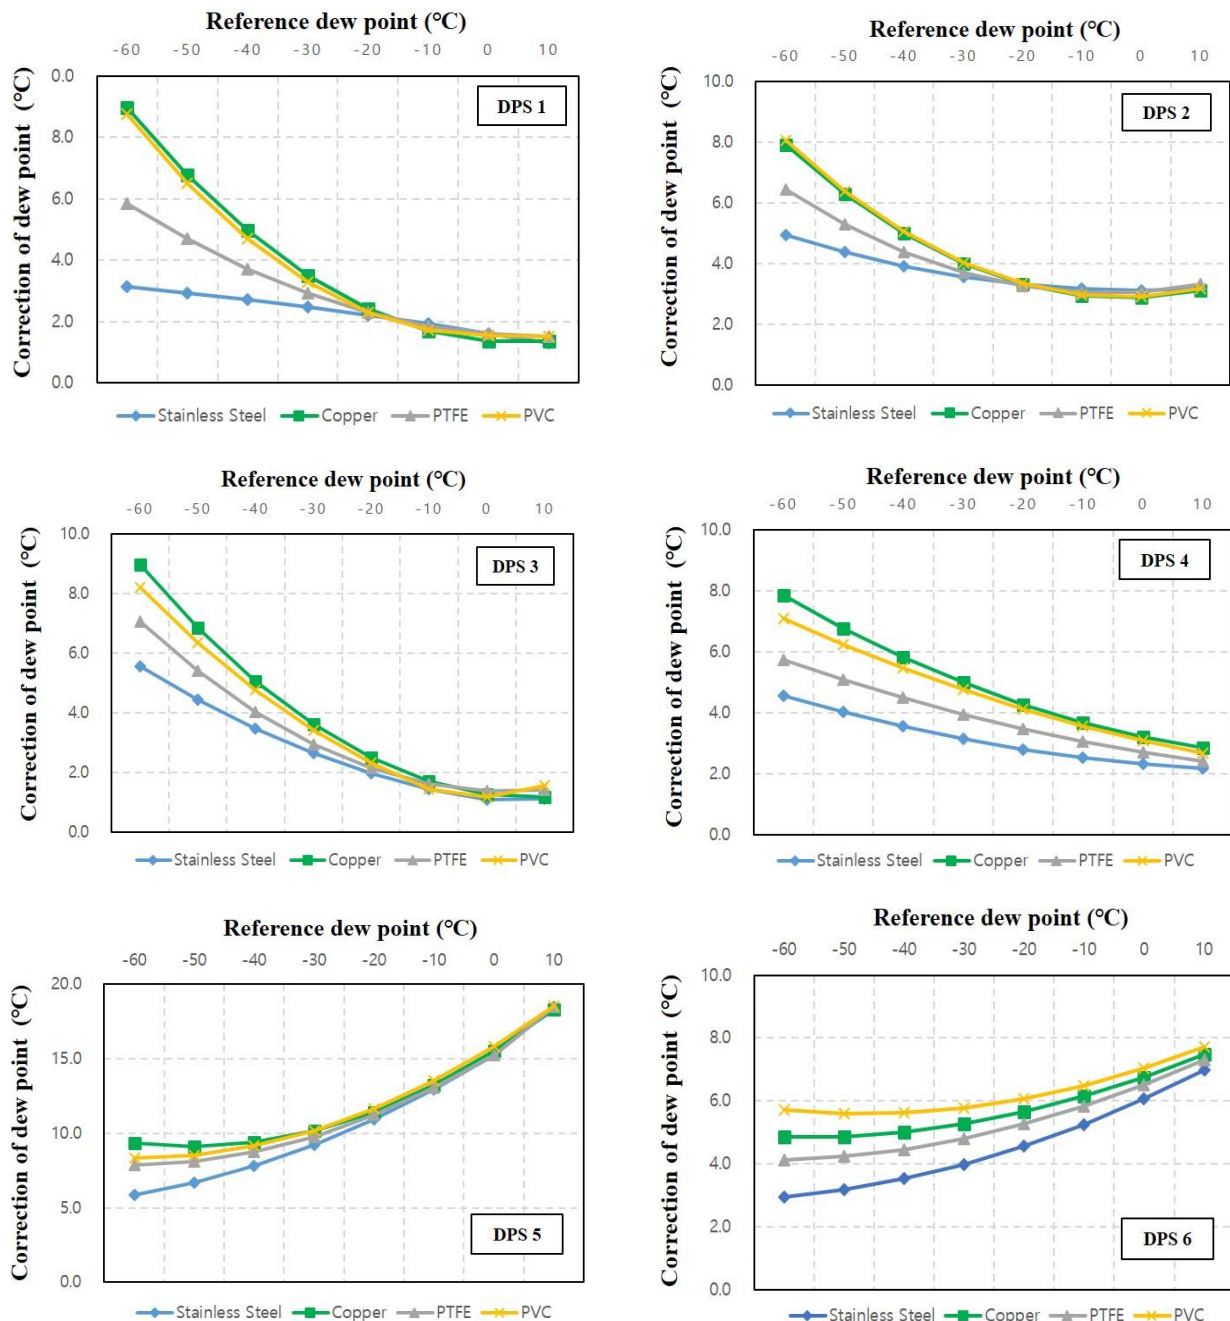 Reference dew point (℃)
-60 -50 -40 -30 -20 -10 0 10
Correction of dew point (℃)
0.0
8.0
6.0
4.0
2.0
0.0
DPS 1
Stainless Steel Copper PTFE PVC
Reference dew point (℃)
-60 -50 -40 -30 -20 -10 0 10
Correction of dew point (℃)
10.0
8.0
6.0
4.0
2.0
0.0
DPS 2
Stainless Steel Copper PTFE PVC
Reference dew point (℃)
-60 -50 -40 -30 -20 -10 0 10
Correction of dew point (℃)
10.0
8.0
6.0
4.0
2.0
0.0
DPS 3
Stainless Steel Copper PTFE PVC
Reference dew point (℃)
-60 -50 -40 -30 -20 -10 0 10
Correction of dew point (℃)
10.0
8.0
6.0
4.0
2.0
0.0
DPS 4
Stainless Steel Copper PTFE PVC
Reference dew point (℃)
-60 -50 -40 -30 -20 -10 0 10
Correction of dew point (℃)
20.0
15.0
10.0
5.0
0.0
DPS 5
Stainless Steel Copper PTFE PVC
Reference dew point (℃)
-60 -50 -40 -30 -20 -10 0 10
Correction of dew point (℃)
10.0
8.0
6.0
4.0
2.0
0.0
DPS 6
Stainless Steel Copper PTFE PVC